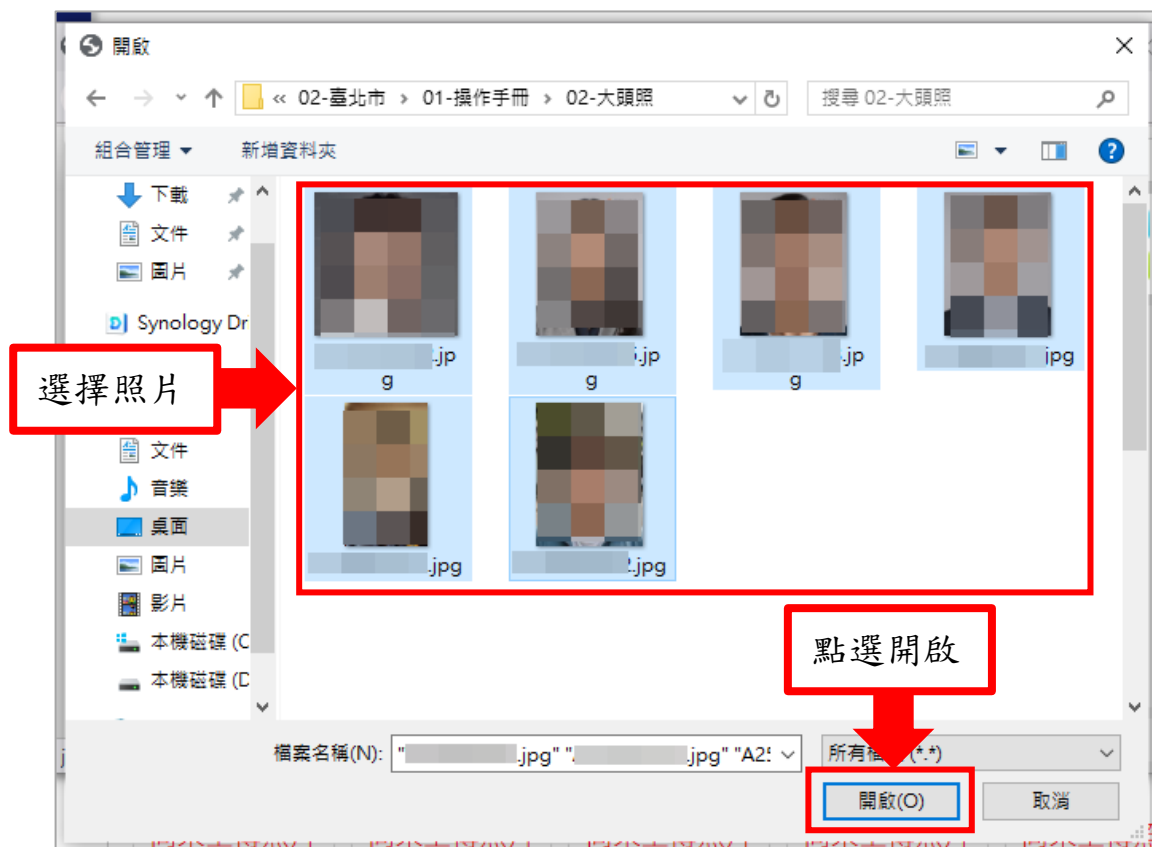 開啟
« 02-臺北市 › 01-操作手冊 › 02-大頭照
搜尋 02-大頭照
組合管理
新增資料夾
下載
文件
圖片
Synology Dr
文件
音樂
桌面
圖片
影片
本機磁碟 (C
本機磁碟 (D
.jp
g
.jp
g
.jp
g
jpg
.jpg
.jpg
選擇照片
點選開啟
檔案名稱(N):
" .jpg" " .jpg" "A25
所有檔 (*.*)
開啟(O)
取消